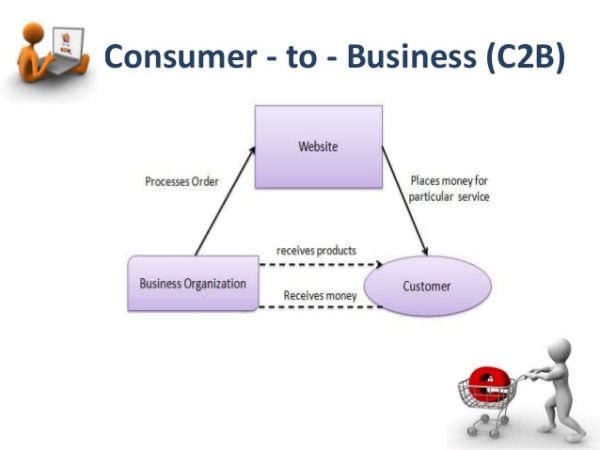 Consumer - to - Business (C2B)
Website
Processes Order
Places money for
particular service
receives products
Business Organization
Customer
Receives money